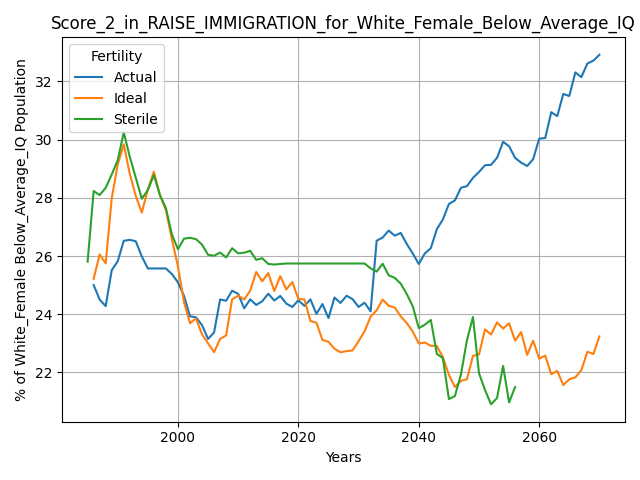 Score_2_in_RAISE_IMMIGRATION_for_White_Female_Below_Average_IQ
% of White_Female Below_Average_IQ Population
32
30
28
26
24
22
Fertility
Actual
Ideal
Sterile
2000 2020 2040 2060
Years